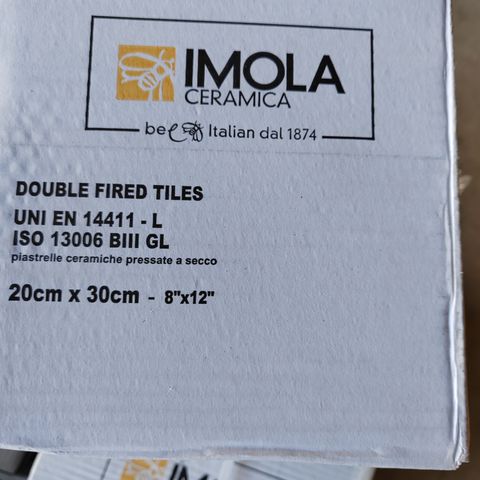 IMOLA
CERAMICA
be Italian dal 1874
DOUBLE FIRED TILES
UNI EN 14411 - L
ISO 13006 BIII GL
piastrelle ceramiche pressate a secco
20cm x 30cm - 8"x12"
IMO